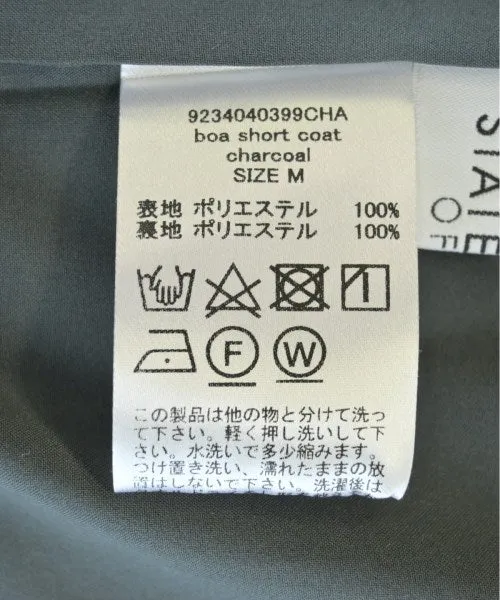 9234040399CHA
boa short coat
charcoal
SIZE M
表地 ポリエステル 100%
裏地 ポリエステル 100%
F
W
この製品は他の物と分けて洗っ
て下さい。軽く押し洗いして下
さい。水洗いで多少縮みます。
つけ置き洗い、濡れたままの放
置はしないで下さい。洗濯後は
STATE
OF